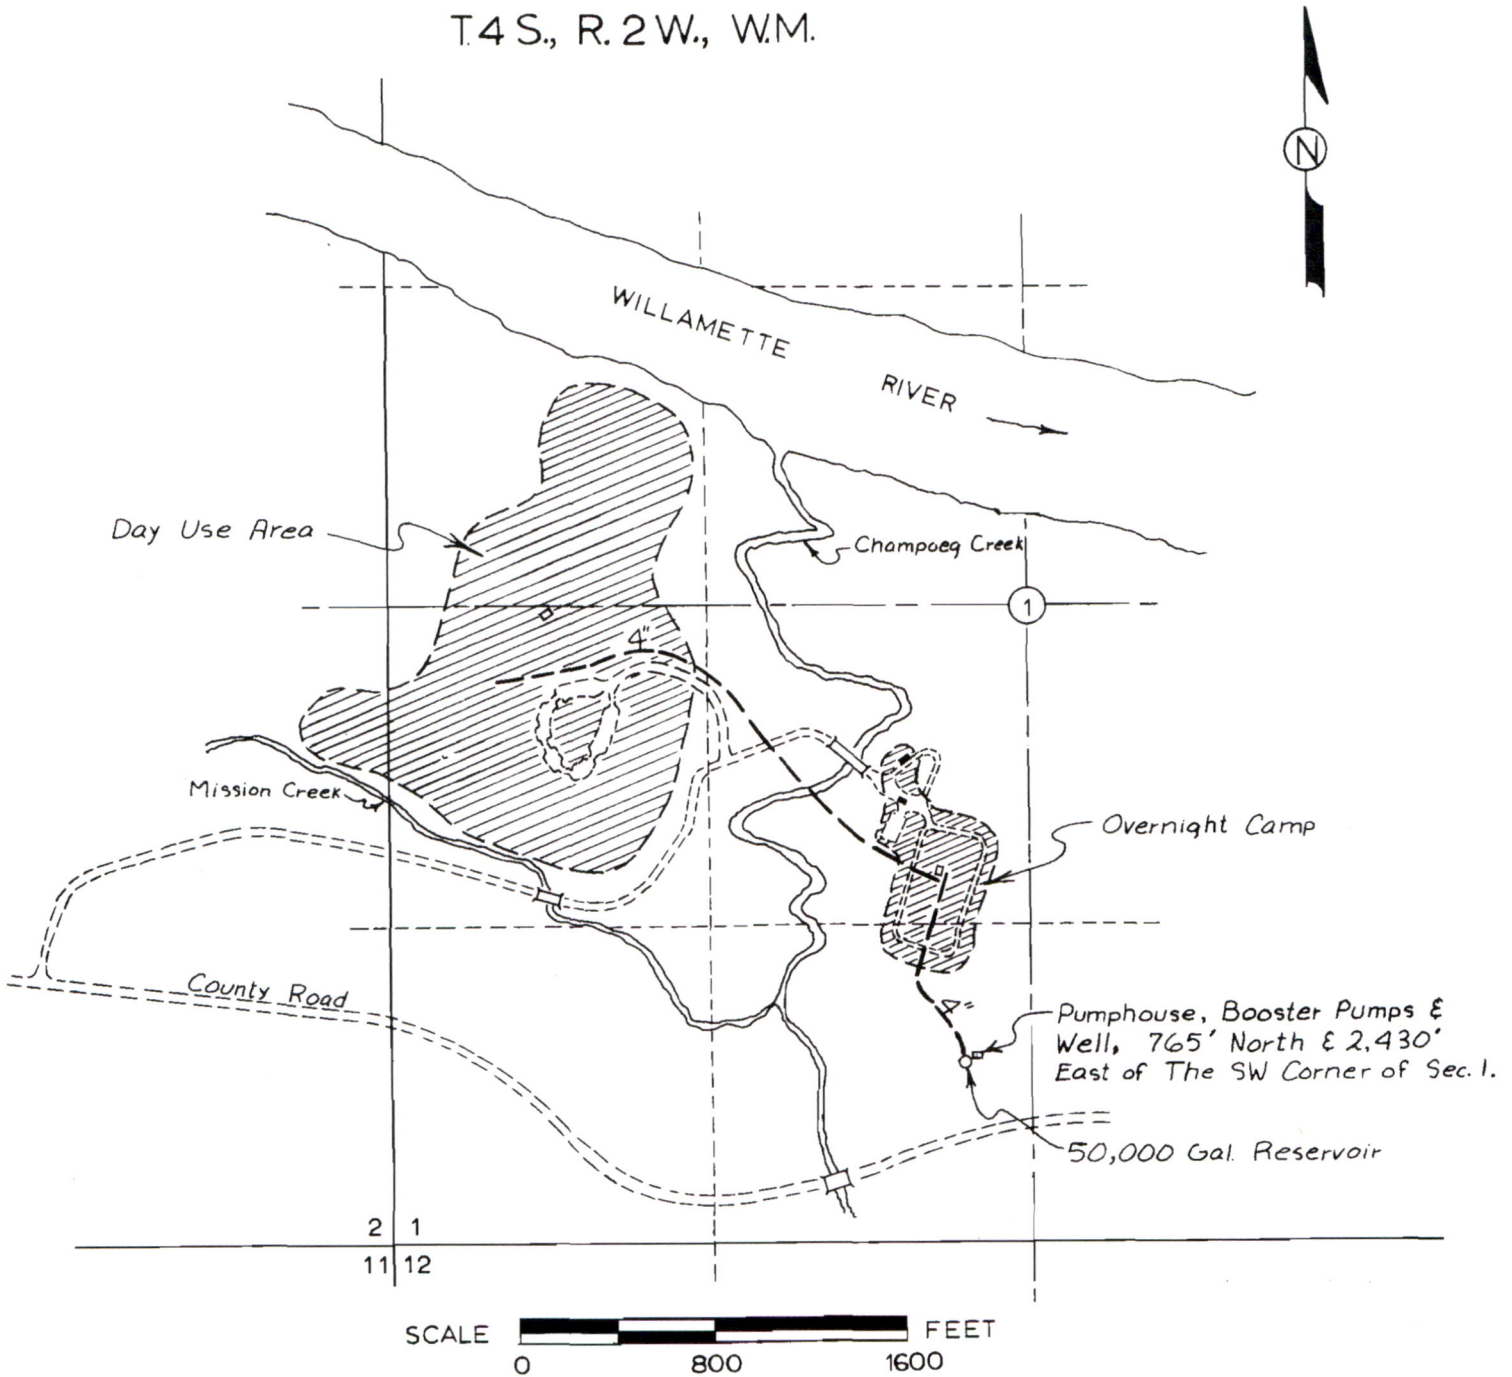 T.4 S., R. 2 W., W.M.
N
WILLAMETTE
RIVER
Day Use Area
Champoeg Creek
1
4"
Mission Creek
Overnight Camp
County Road
4"
Pumphouse, Booster Pumps &
Well, 765' North & 2,430'
East of The SW Corner of Sec. 1.
50,000 Gal. Reservoir
2 1
11 12
SCALE
FEET
0 800 1600